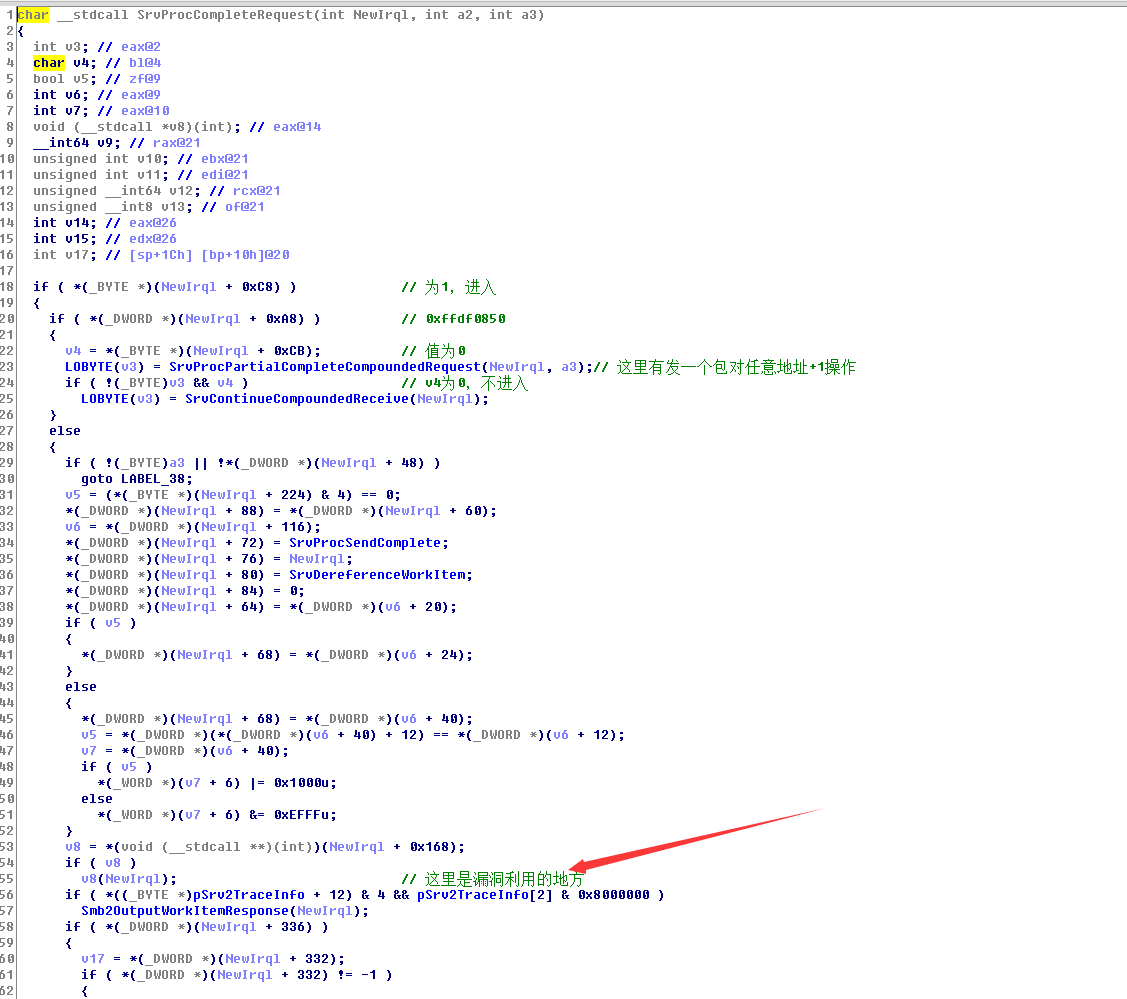 1 char __stdcall SrvProcCompleteRequest(int NewIrql, int a2, int a3)
2 {
3 int v3; // eax@2
4 char v4; // bl@4
5 bool v5; // zf@9
6 int v6; // eax@9
7 int v7; // eax@10
8 void (__stdcall *v8)(int); // eax@14
9 __int64 v9; // rax@21
10 unsigned int v10; // ebx@21
11 unsigned int v11; // edi@21
12 unsigned __int64 v12; // rcx@21
13 unsigned __int8 v13; // of@21
14 int v14; // eax@26
15 int v15; // edx@26
16 int v17; // [sp+1Ch] [bp+10h]@20
17
18 if ( *(_BYTE *)(NewIrql + 0xC8) ) // 为1，进入
19 {
20 if ( *(_DWORD *)(NewIrql + 0xA8) ) // 0xffdf0850
21 {
22 v4 = *(_BYTE *)(NewIrql + 0xCB); // 值为0
23 LOBYTE(v3) = SrvProcPartialCompleteCompoundedRequest(NewIrql, a3);// 这里有发一个包对任意地址+1操作
24 if ( !(_BYTE)v3 && v4 ) // v4为0，不进入
25 LOBYTE(v3) = SrvContinueCompoundedReceive(NewIrql);
26 }
27 else
28 {
29 if ( !(_BYTE)a3 || !*(_DWORD *)(NewIrql + 48) )
30 goto LABEL_38;
31 v5 = (*(_BYTE *)(NewIrql + 224) & 4) == 0;
32 *(_DWORD *)(NewIrql + 88) = *(_DWORD *)(NewIrql + 60);
33 v6 = *(_DWORD *)(NewIrql + 116);
34 *(_DWORD *)(NewIrql + 72) = SrvProcSendComplete;
35 *(_DWORD *)(NewIrql + 76) = NewIrql;
36 *(_DWORD *)(NewIrql + 80) = SrvDereferenceWorkItem;
37 *(_DWORD *)(NewIrql + 84) = 0;
38 *(_DWORD *)(NewIrql + 64) = *(_DWORD *)(v6 + 20);
39 if ( v5 )
40 {
41 *(_DWORD *)(NewIrql + 68) = *(_DWORD *)(v6 + 24);
42 }
43 else
44 {
45 *(_DWORD *)(NewIrql + 68) = *(_DWORD *)(v6 + 40);
46 v5 = *(_DWORD *)(*(_DWORD *)(v6 + 40) + 12) == *(_DWORD *)(v6 + 12);
47 v7 = *(_DWORD *)(v6 + 40);
48 if ( v5 )
49 *(_WORD *)(v7 + 6) |= 0x1000u;
50 else
51 *(_WORD *)(v7 + 6) &= 0xEFFFu;
52 }
53 v8 = *(void (__stdcall **)(int))(NewIrql + 0x168);
54 if ( v8 )
55 v8(NewIrql); // 这里是漏洞利用的地方
56 if ( *((_BYTE *)pSrv2TraceInfo + 12) & 4 && pSrv2TraceInfo[2] & 0x8000000 )
57 Smb2OutputWorkItemResponse(NewIrql);
58 if ( *(_DWORD *)(NewIrql + 336) )
59 {
60 v17 = *(_DWORD *)(NewIrql + 332);
61 if ( *(_DWORD *)(NewIrql + 332) != -1 )
62 {